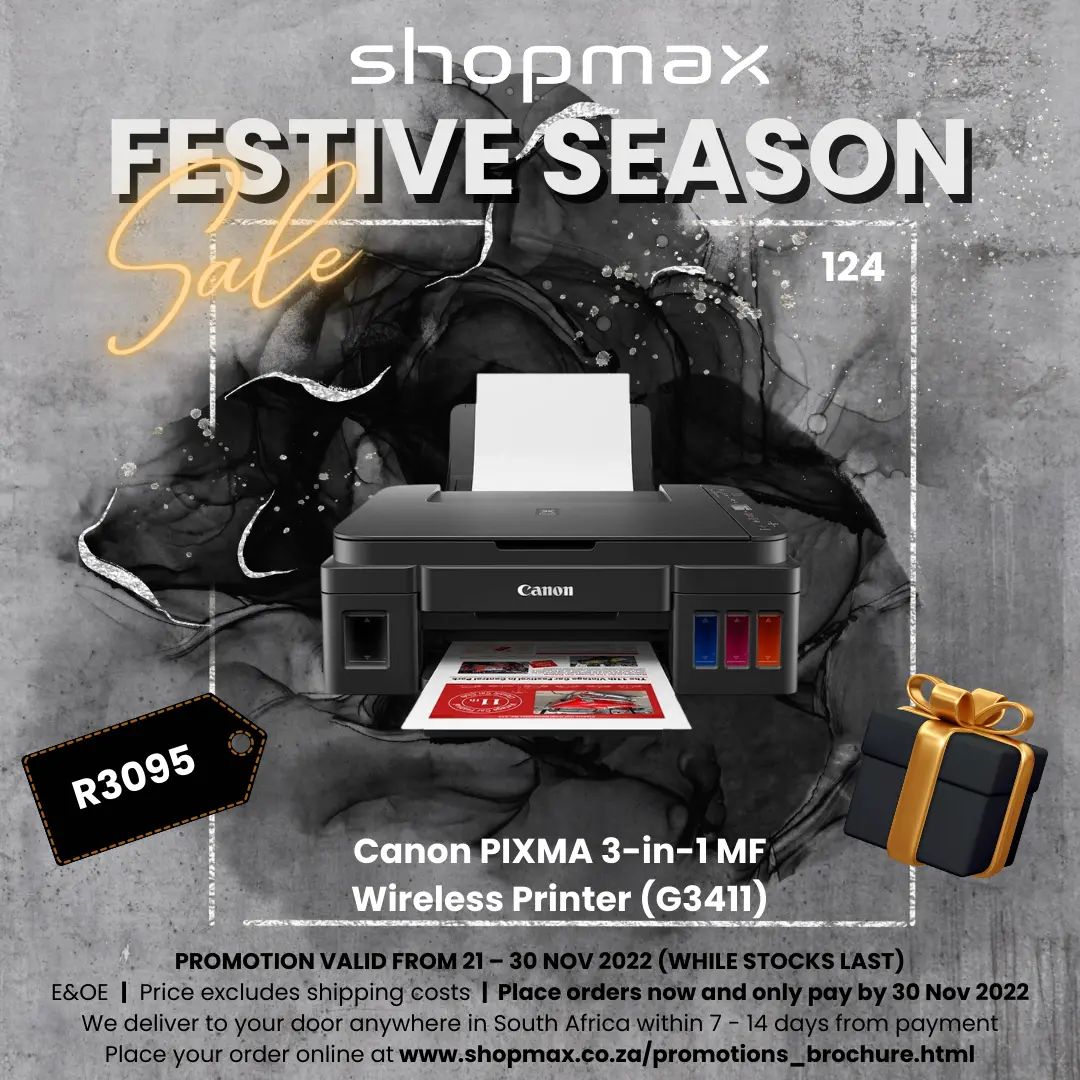 shopmax
FESTIVE SEASON
Sale
124
Canon
11th
R3095
Canon PIXMA 3-in-1 MF
Wireless Printer (G3411)
PROMOTION VALID FROM 21 – 30 NOV 2022 (WHILE STOCKS LAST)
E&OE | Price excludes shipping costs | Place orders now and only pay by 30 Nov 2022
We deliver to your door anywhere in South Africa within 7 - 14 days from payment
Place your order online at www.shopmax.co.za/promotions_brochure.html